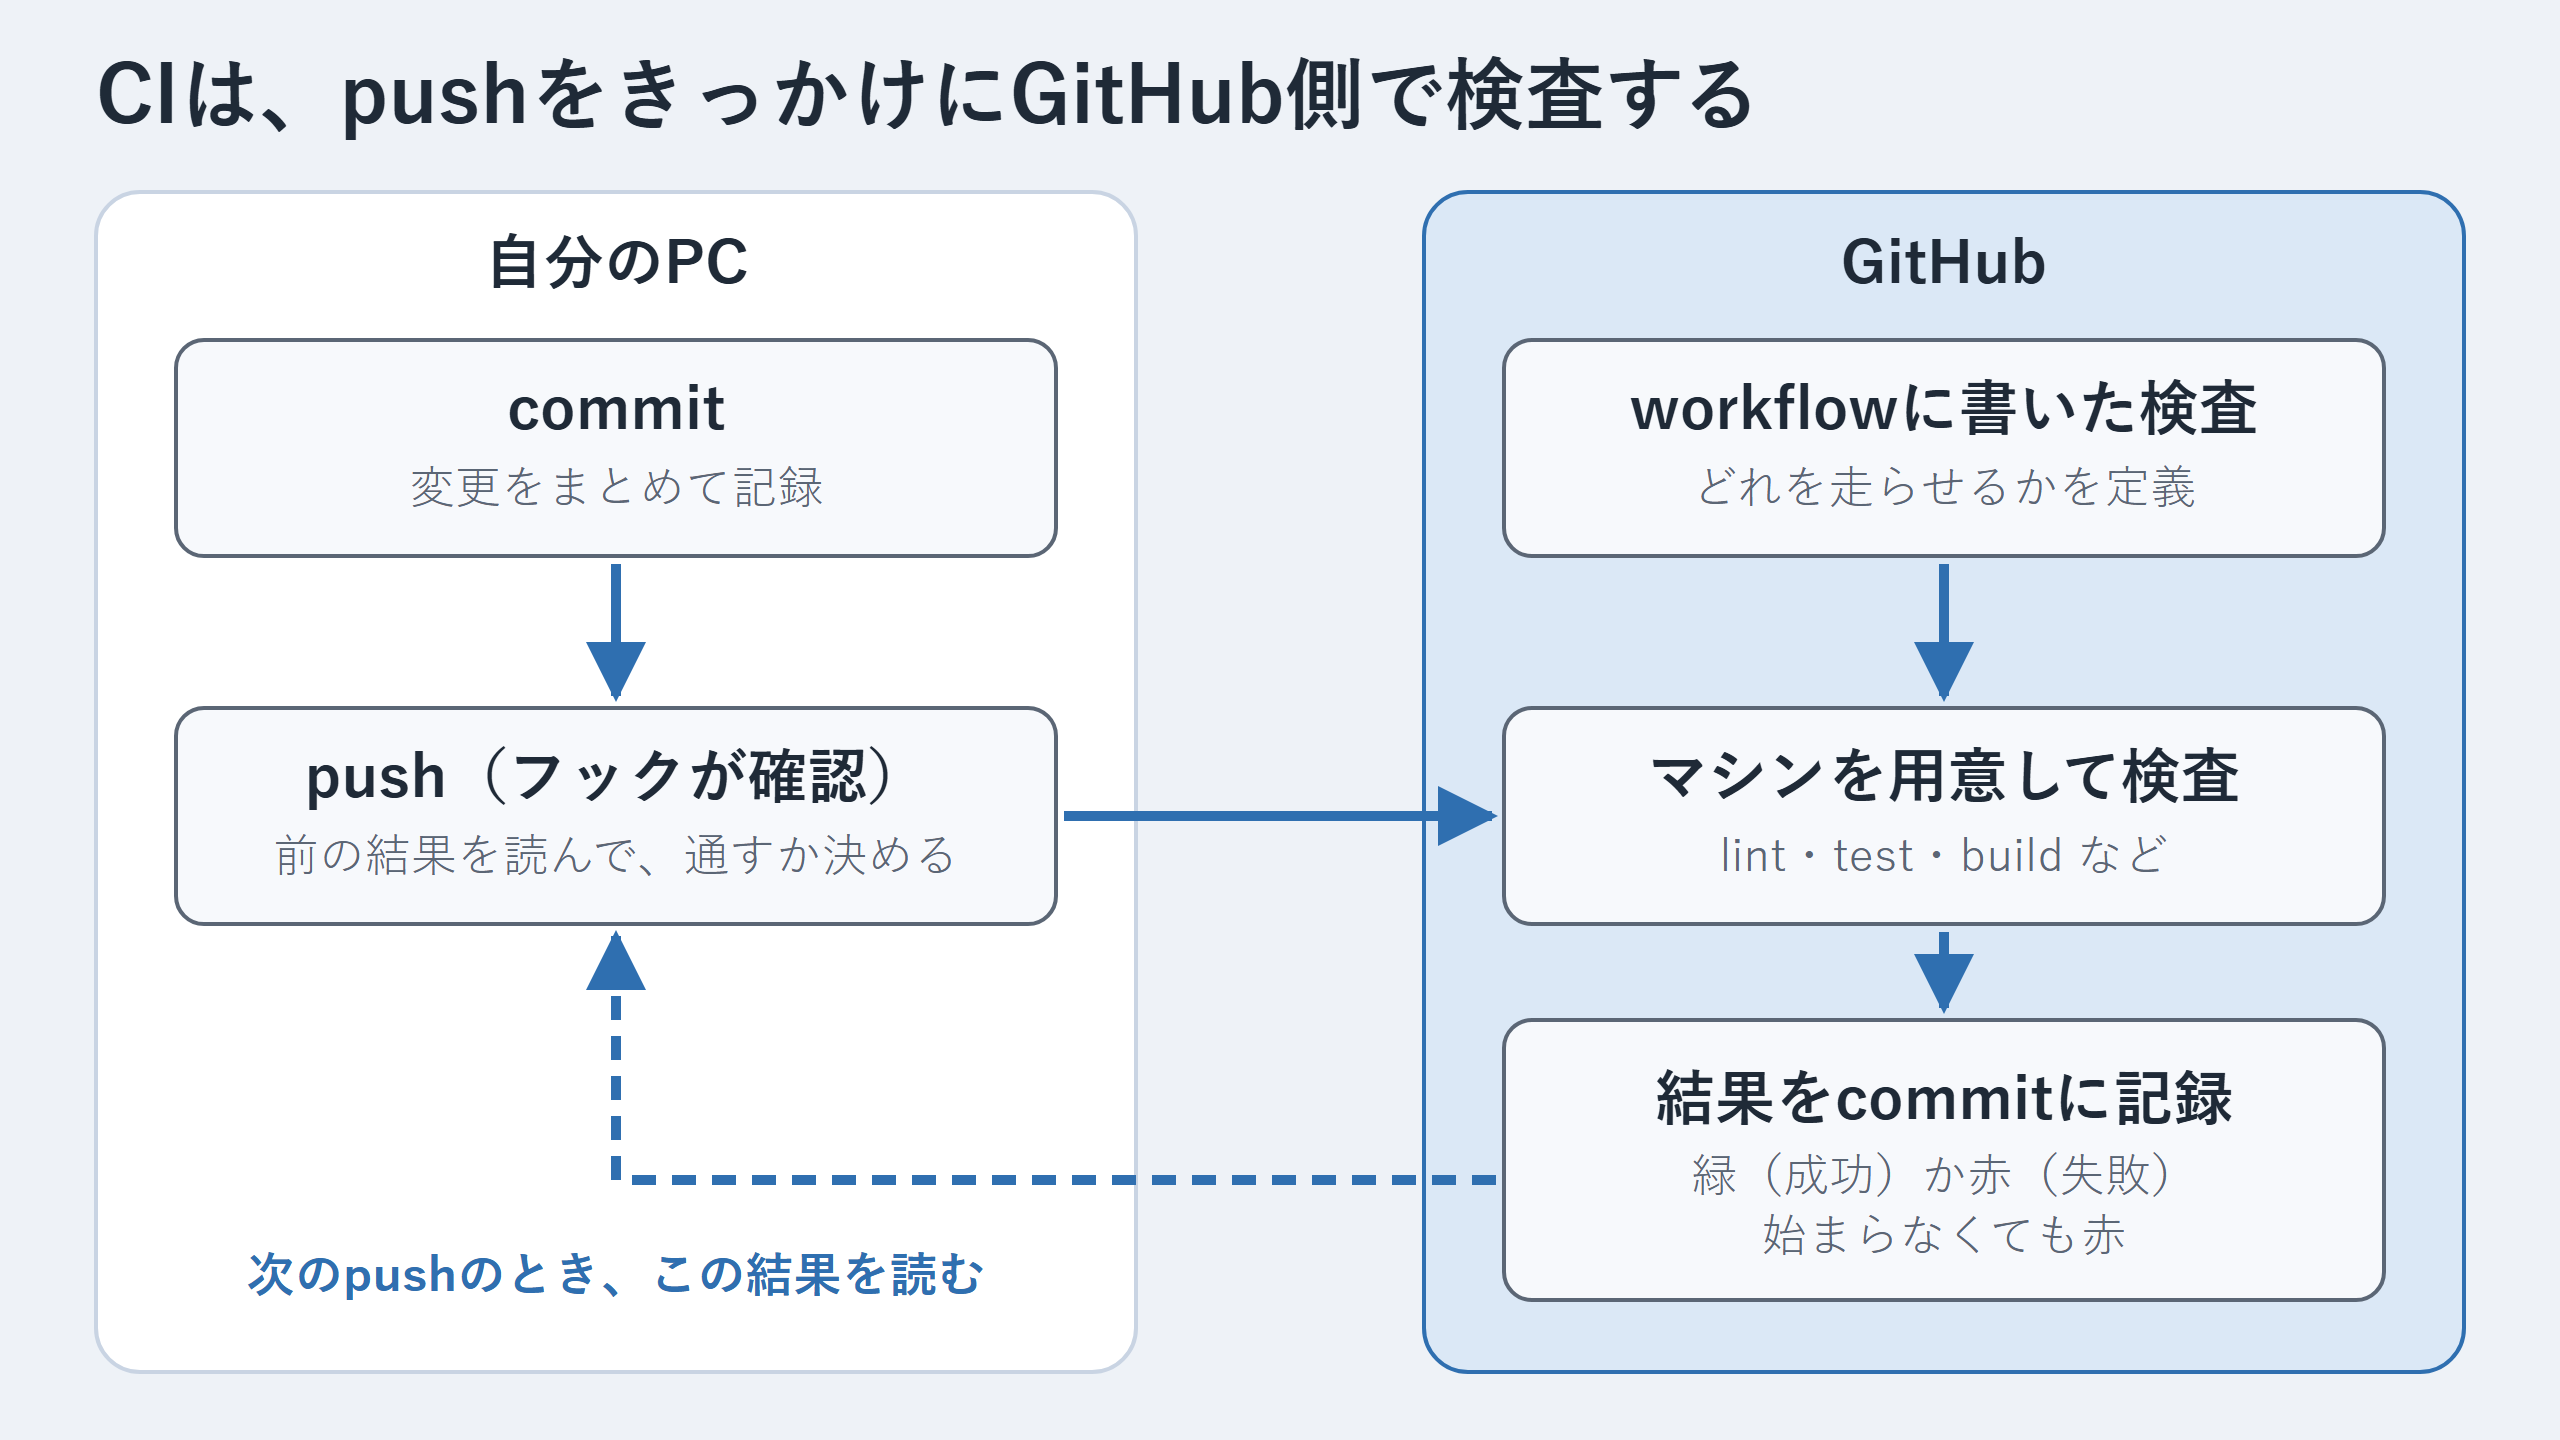 CIは、pushをきっかけにGitHub側で検査する
自分のPC
commit
変更をまとめて記録
push（フックが確認）
前の結果を読んで、通すか決める
次のpushのとき、この結果を読む
GitHub
workflowに書いた検査
どれを走らせるかを定義
マシンを用意して検査
lint・test・build など
結果をcommitに記録
緑（成功）か赤（失敗）
始まらなくても赤